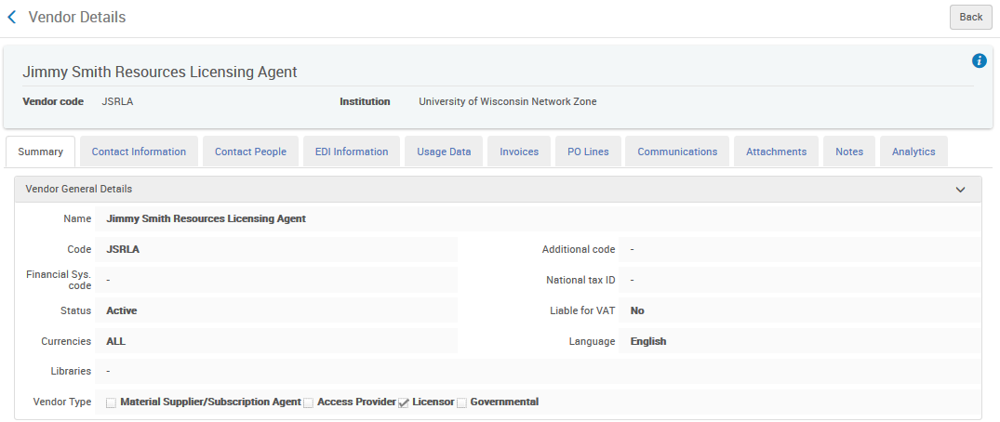 Vendor Details
Back
Jimmy Smith Resources Licensing Agent
Vendor code JSRLA Institution University of Wisconsin Network Zone
Summary Contact Information Contact People EDI Information Usage Data Invoices PO Lines Communications Attachments Notes Analytics
Vendor General Details
Name Jimmy Smith Resources Licensing Agent
Code JSRLA Additional code -
Financial Sys. code - National tax ID -
Status Active Liable for VAT No
Currencies ALL Language English
Libraries -
Vendor Type Material Supplier/Subscription Agent Access Provider Licensor Governmental